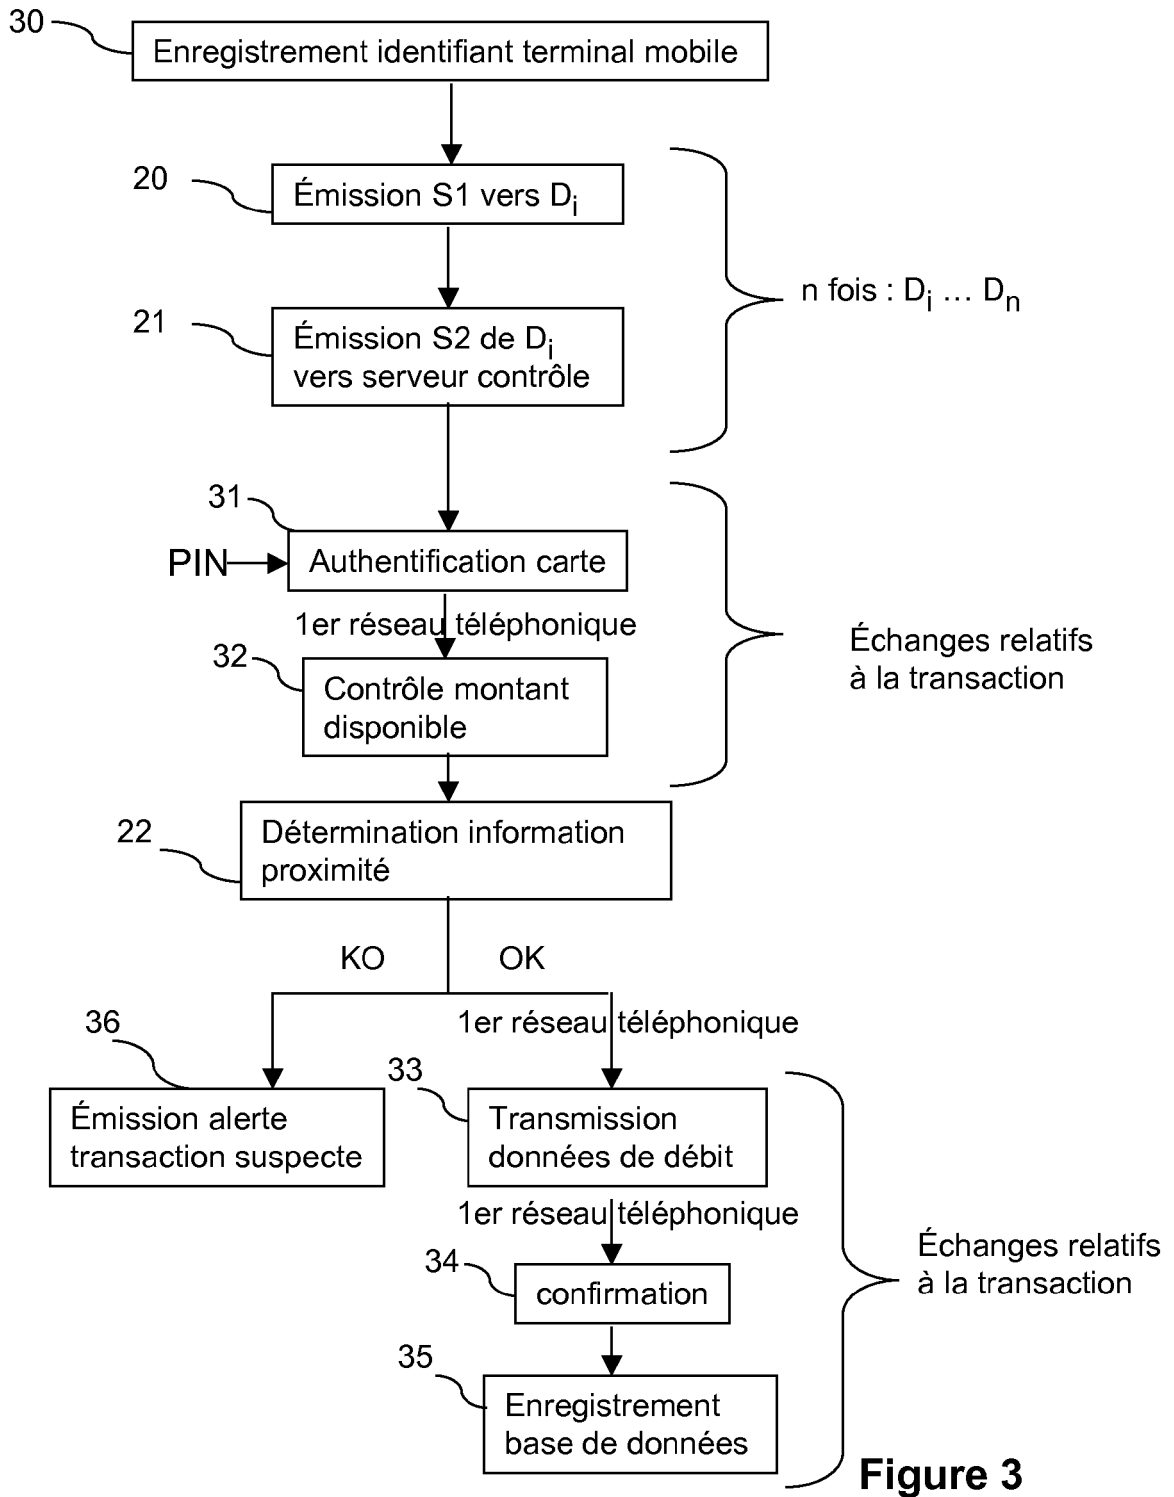 30
Enregistrement identifiant terminal mobile
20
Émission S1 vers Di
21
Émission S2 de Di
vers serveur contrôle
n fois : Di ... Dn
31
PIN
Authentification carte
1er réseau téléphonique
32
Contrôle montant
disponible
Échanges relatifs
à la transaction
22
Détermination information
proximité
KO
OK
36
Émission alerte
transaction suspecte
1er réseau téléphonique
33
Transmission
données de débit
1er réseau téléphonique
34
confirmation
Échanges relatifs
à la transaction
35
Enregistrement
base de données
Figure 3